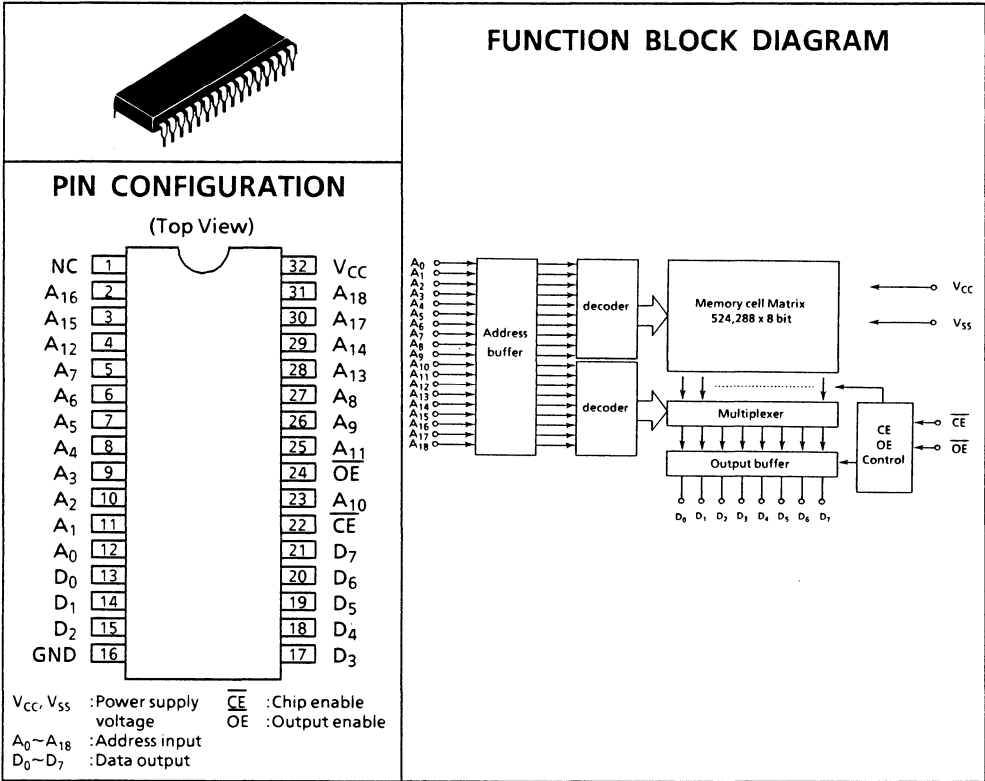 FUNCTION BLOCK DIAGRAM
PIN CONFIGURATION
(Top View)
NC 1 32 VCC
A16 2 31 A18
A15 3 30 A17
A12 4 29 A14
A7 5 28 A13
A6 6 27 A8
A5 7 26 A9
A4 8 25 A11
A3 9 24 O̅E̅
A2 10 23 A10
A1 11 22 C̅E̅
A0 12 21 D7
D0 13 20 D6
D1 14 19 D5
D2 15 18 D4
GND 16 17 D3
VCC, VSS :Power supply voltage
A0~A18 :Address input
D0~D7 :Data output
C̅E̅ :Chip enable
OE :Output enable
A0
A1
A2
A3
A4
A5
A6
A7
A8
A9
A10
A11
A12
A13
A14
A15
A16
A17
A18
Address
buffer
decoder
decoder
Memory cell Matrix
524,288 x 8 bit
Multiplexer
Output buffer
D0 D1 D2 D3 D4 D5 D6 D7
CE
OE
Control
VCC
VSS
C̅E̅
O̅E̅